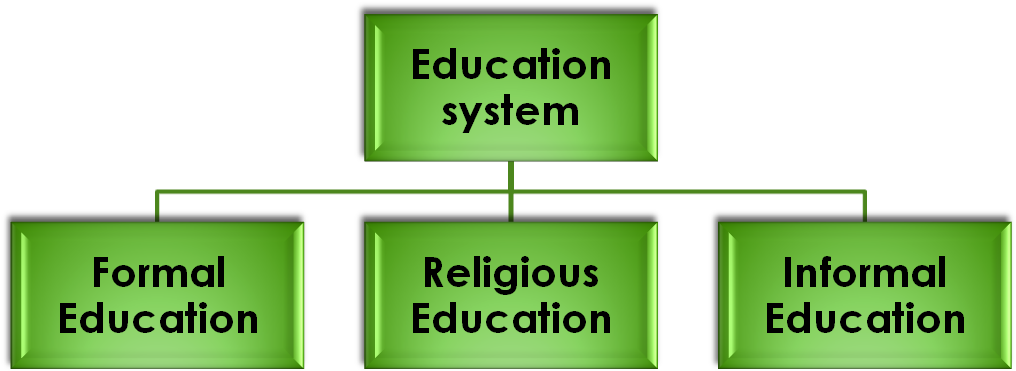 Education
system
Formal
Education
Religious
Education
Informal
Education